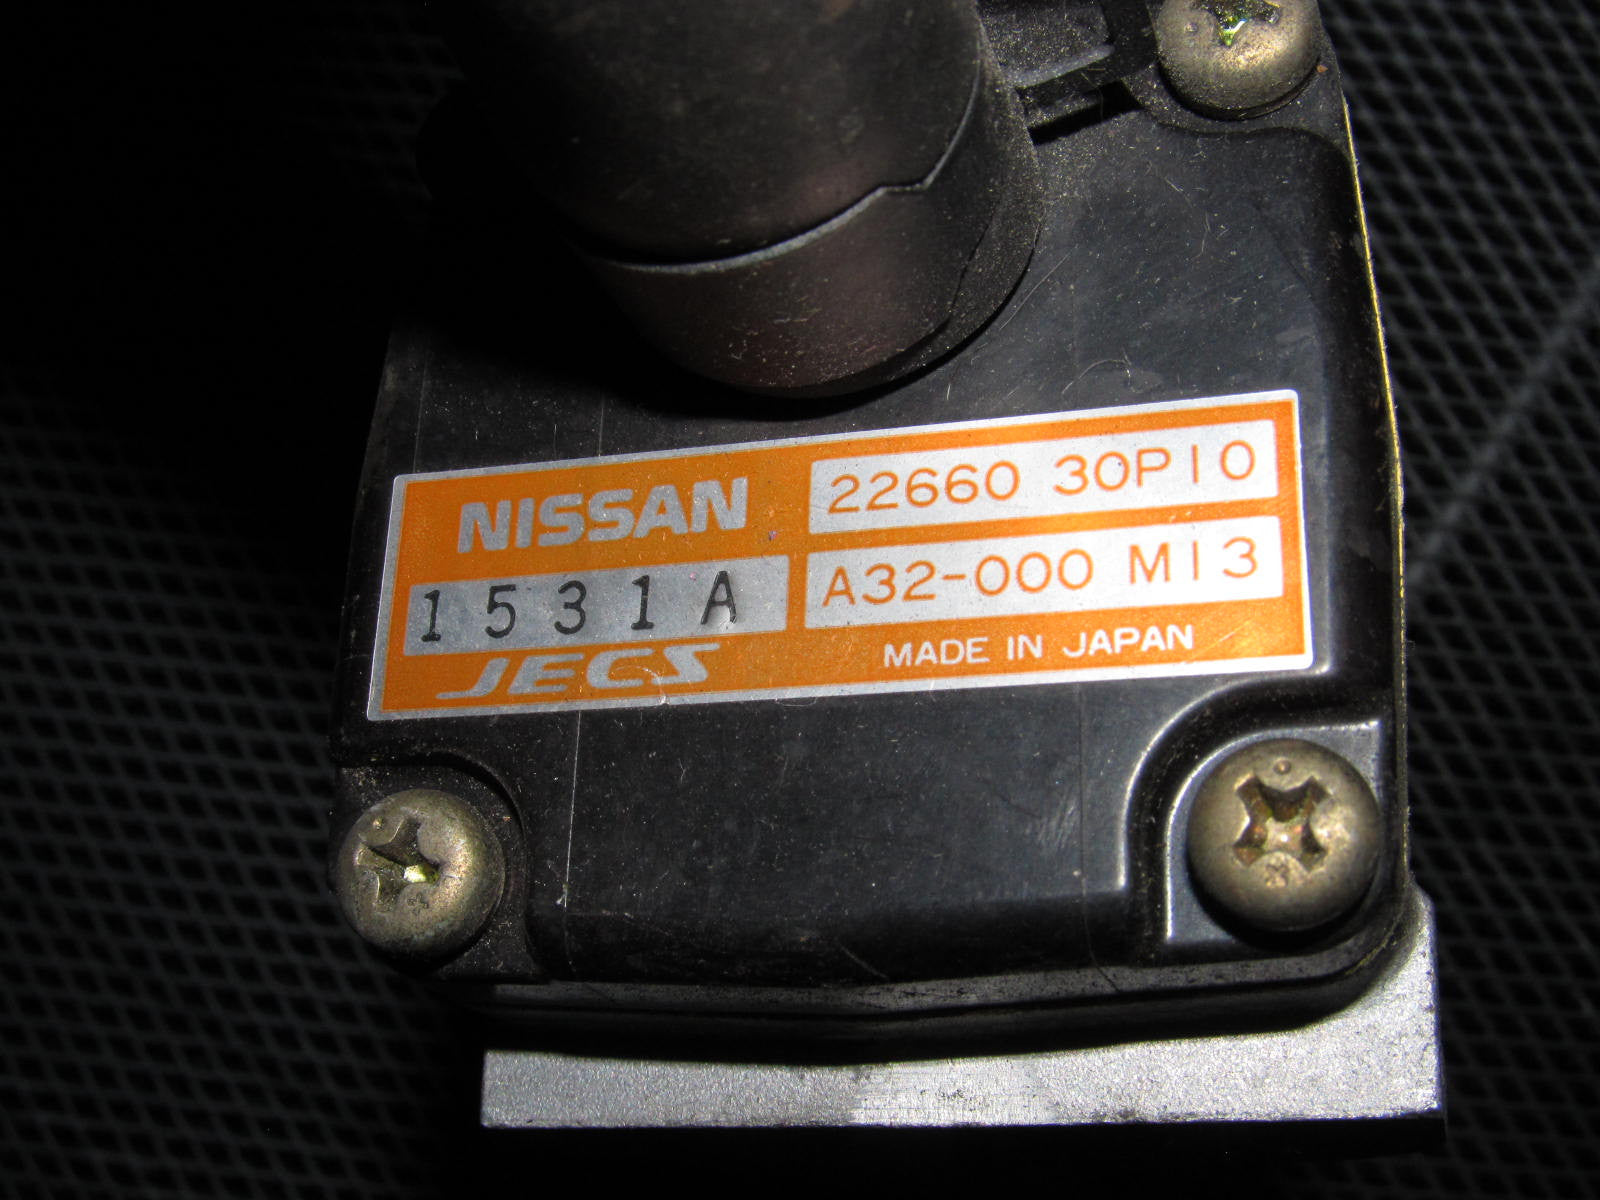 NISSAN
22660 30P10
1531A
A32-000 M13
JECS
MADE IN JAPAN